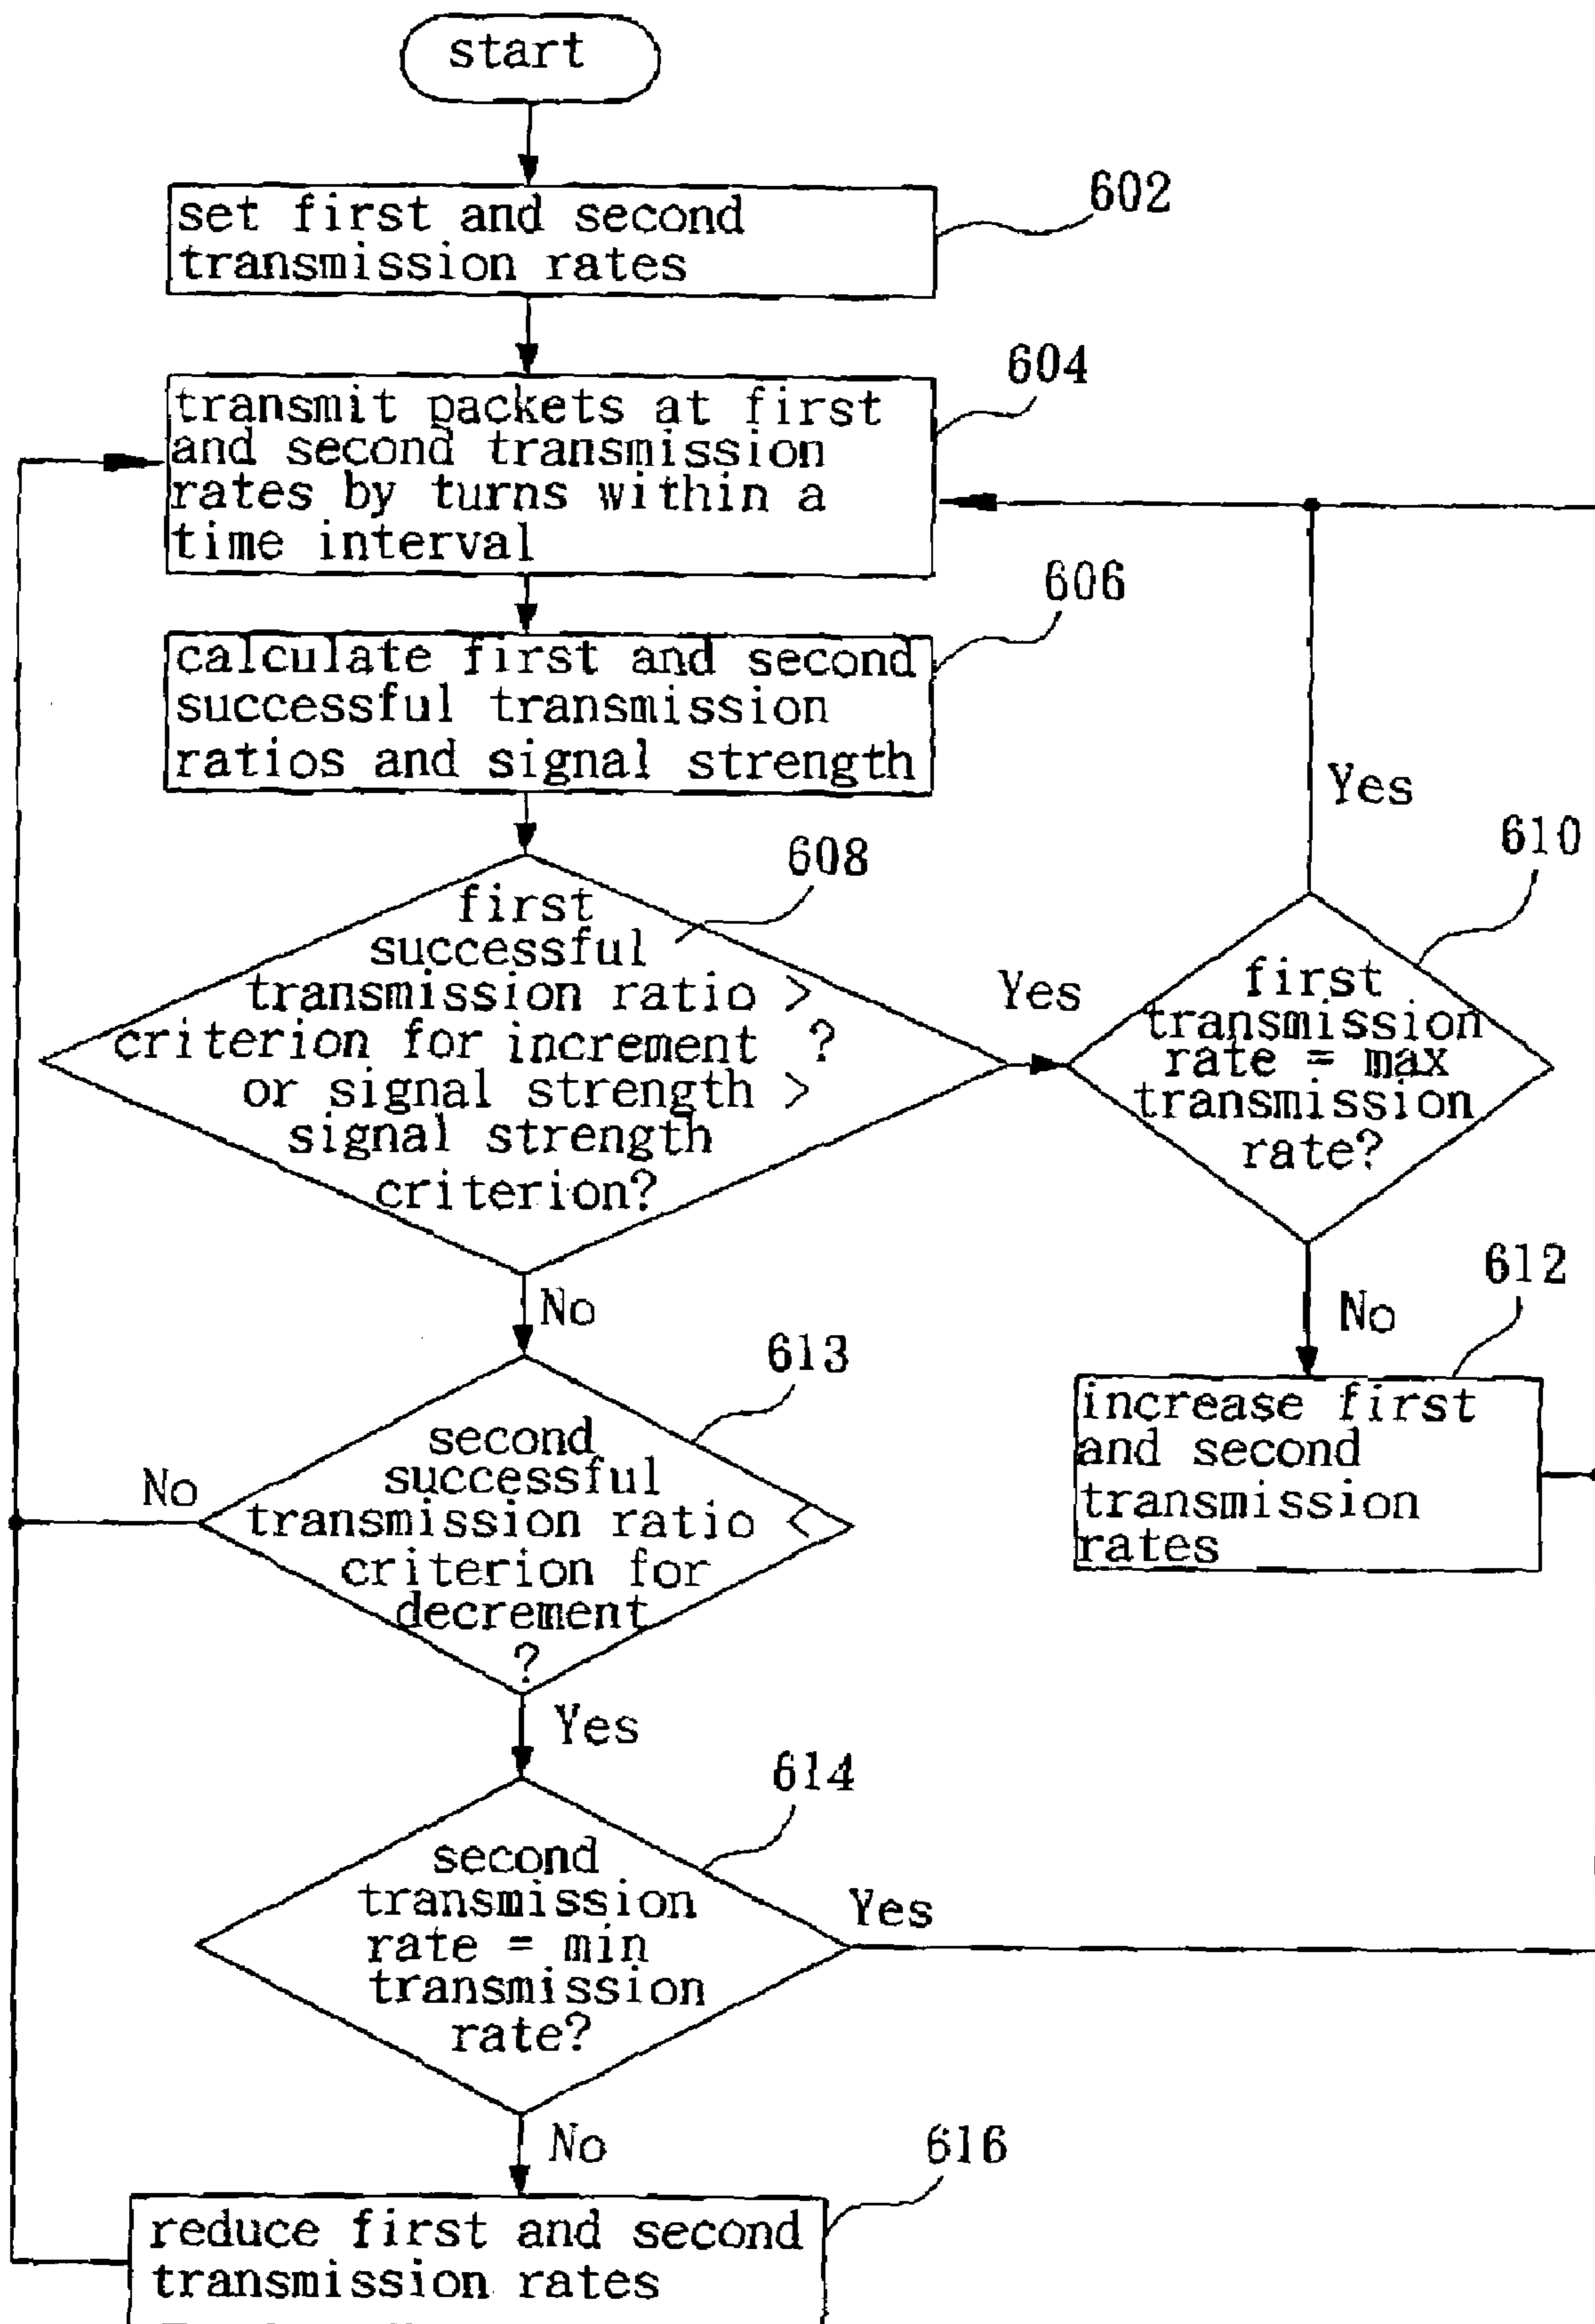 start
set first and second
transmission rates
602
transmit packets at first
and second transmission
rates by turns within a
time interval
604
calculate first and second
successful transmission
ratios and signal strength
606
first
successful
transmission ratio >
criterion for increment ?
or signal strength >
signal strength
criterion?
608
Yes
first
transmission
rate = max
transmission
rate?
610
Yes
No
increase first
and second
transmission
rates
612
No
second
successful
transmission ratio <
criterion for
decrement
?
613
No
Yes
second
transmission
rate = min
transmission
rate?
614
Yes
No
reduce first and second
transmission rates
616